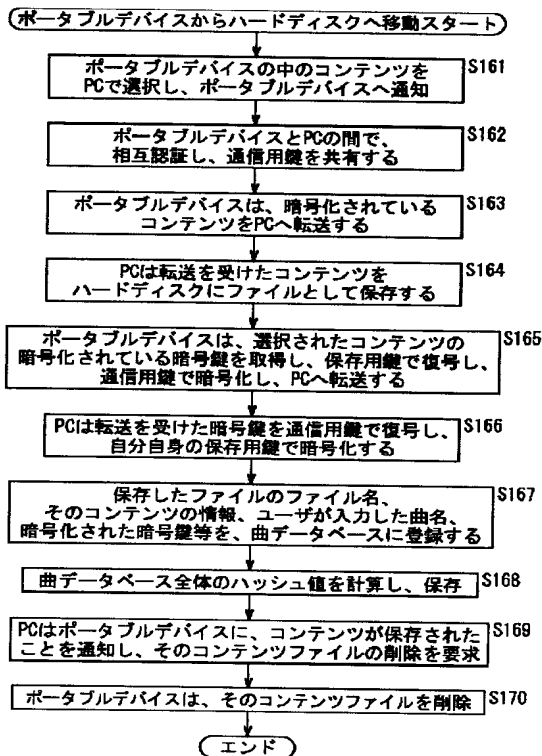 ポータブルデバイスからハードディスクへ移動スタート
ポータブルデバイスの中のコンテンツを
PCで選択し、ポータブルデバイスへ通知
S161
ポータブルデバイスとPCの間で、
相互認証し、通信用鍵を共有する
S162
ポータブルデバイスは、暗号化されている
コンテンツをPCへ転送する
S163
PCは転送を受けたコンテンツを
ハードディスクにファイルとして保存する
S164
ポータブルデバイスは、選択されたコンテンツの
暗号化されている暗号鍵を取得し、保存用鍵で復号し、
通信用鍵で暗号化し、PCへ転送する
S165
PCは転送を受けた暗号鍵を通信用鍵で復号し、
自分自身の保存用鍵で暗号化する
S166
保存したファイルのファイル名、
そのコンテンツの情報、ユーザが入力した曲名、
暗号化された暗号鍵等を、曲データベースに登録する
S167
曲データベース全体のハッシュ値を計算し、保存
S168
PCはポータブルデバイスに、コンテンツが保存された
ことを通知し、そのコンテンツファイルの削除を要求
S169
ポータブルデバイスは、そのコンテンツファイルを削除
S170
エンド